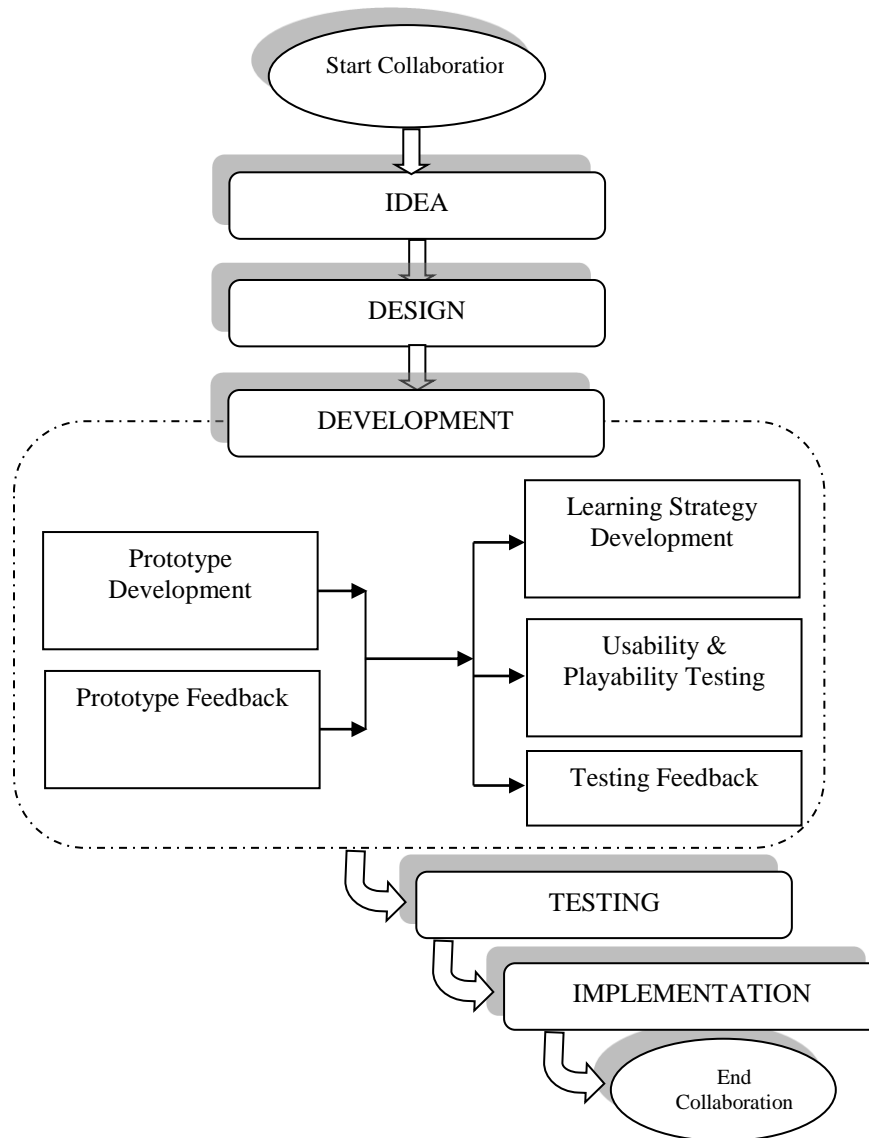 Start Collaboration
IDEA
DESIGN
DEVELOPMENT
Prototype
Development
Prototype Feedback
Learning Strategy
Development
Usability &
Playability Testing
Testing Feedback
TESTING
IMPLEMENTATION
End
Collaboration